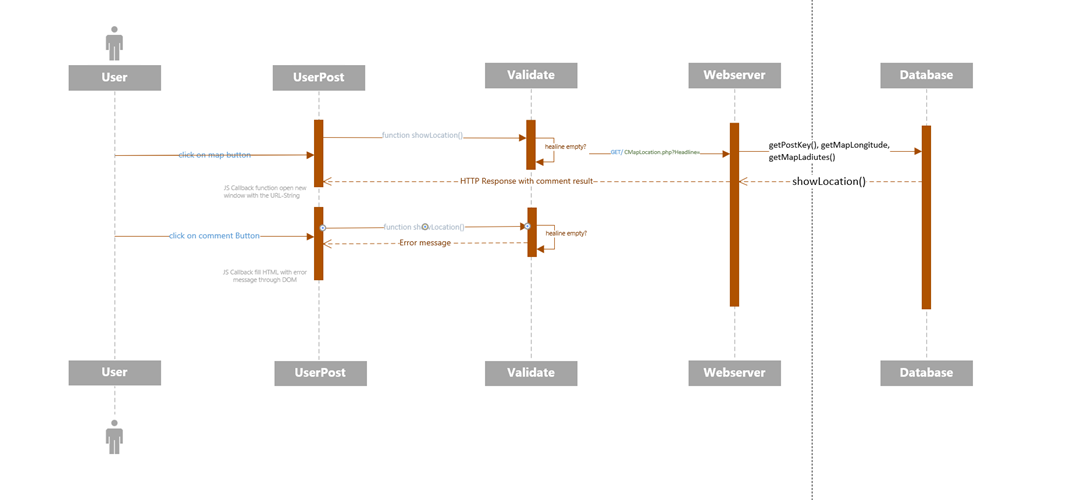 User
UserPost
Validate
Webserver
Database
function showLocation()
healine empty?
getPostKey(), getMapLongitude,
getMapLadiutes()
click on map button
GET/ CMapLocation.php?Headline=
HTTP Response with comment result
showLocation()
JS Callback function open new
window with the URL-String
function showLocation()
healine empty?
click on comment Button
Error message
JS Callback fill HTML with error
message through DOM
User
UserPost
Validate
Webserver
Database